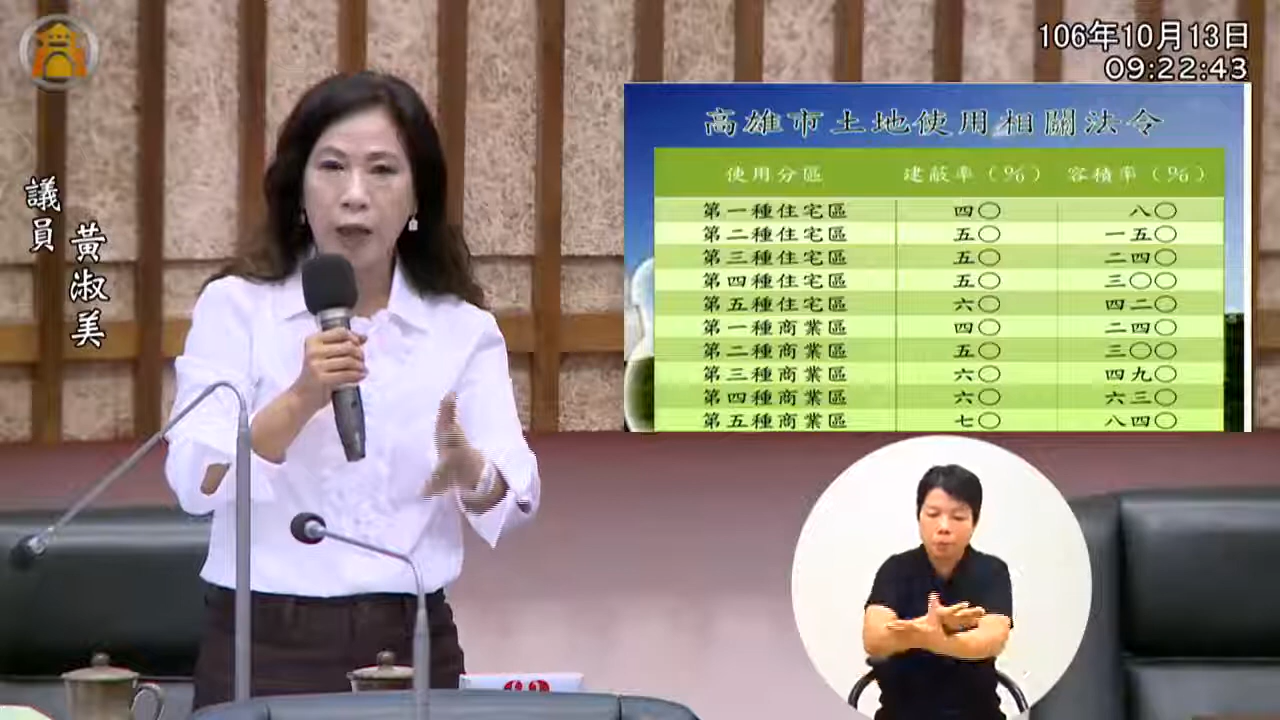 106年10月13日
09:22:43
議員
黃淑美
高雄市土地使用相關法令
使用分區 建蔽率(%) 容積率(%)
第一種住宅區 四〇 八〇
第二種住宅區 五〇 一五〇
第三種住宅區 五〇 二四〇
第四種住宅區 五〇 三〇〇
第五種住宅區 六〇 四二〇
第一種商業區 四〇 二四〇
第二種商業區 五〇 三〇〇
第三種商業區 六〇 四九〇
第四種商業區 六〇 六三〇
第五種商業區 七〇 八四〇